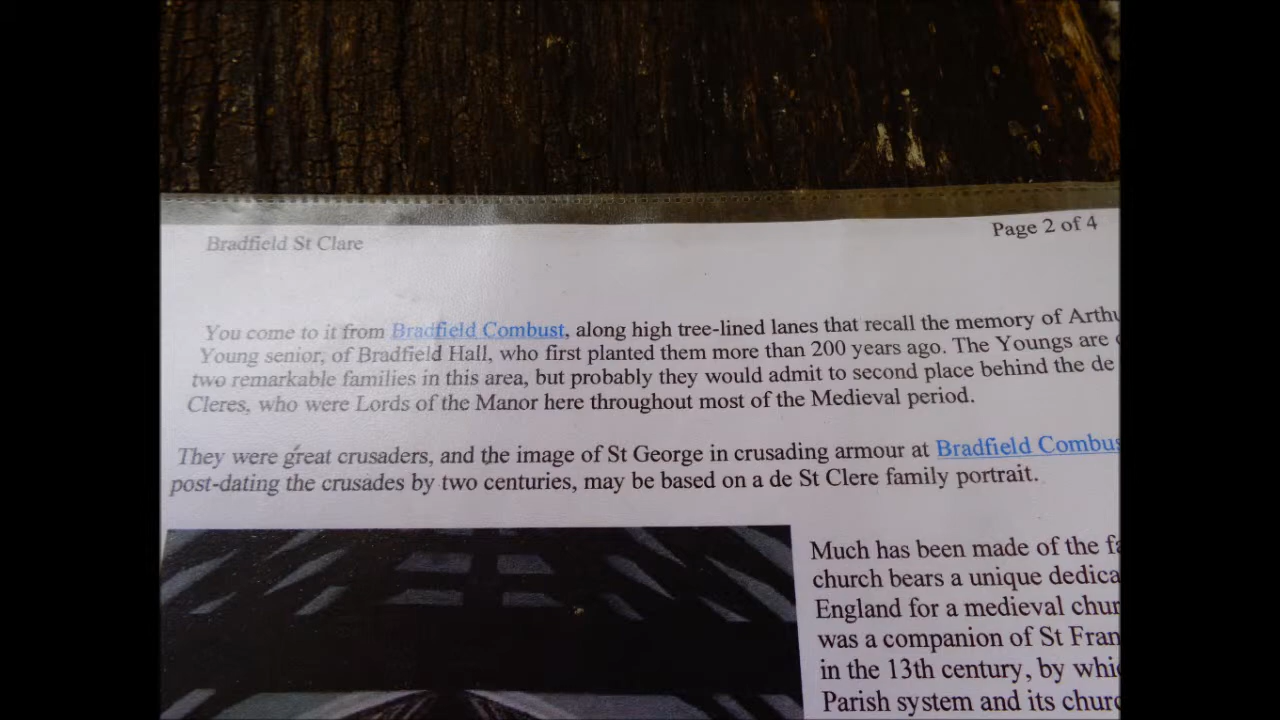 Bradfield St Clare
Page 2 of 4
You come to it from Bradfield Combust, along high tree-lined lanes that recall the memory of
Young senior, of Bradfield Hall, who first planted them more than 200 years ago. The Youngs are
two remarkable families in this area, but probably they would admit to second place behind the de
Cleres, who were Lords of the Manor here throughout most of the Medieval period.
They were great crusaders, and the image of St George in crusading armour at Bradfield
post-dating the crusades by two centuries, may be based on a de St Clere family portrait.
Much has been made of the
church bears a unique
England for a medieval
was a companion of St
in the 13th century, by
Parish system and its